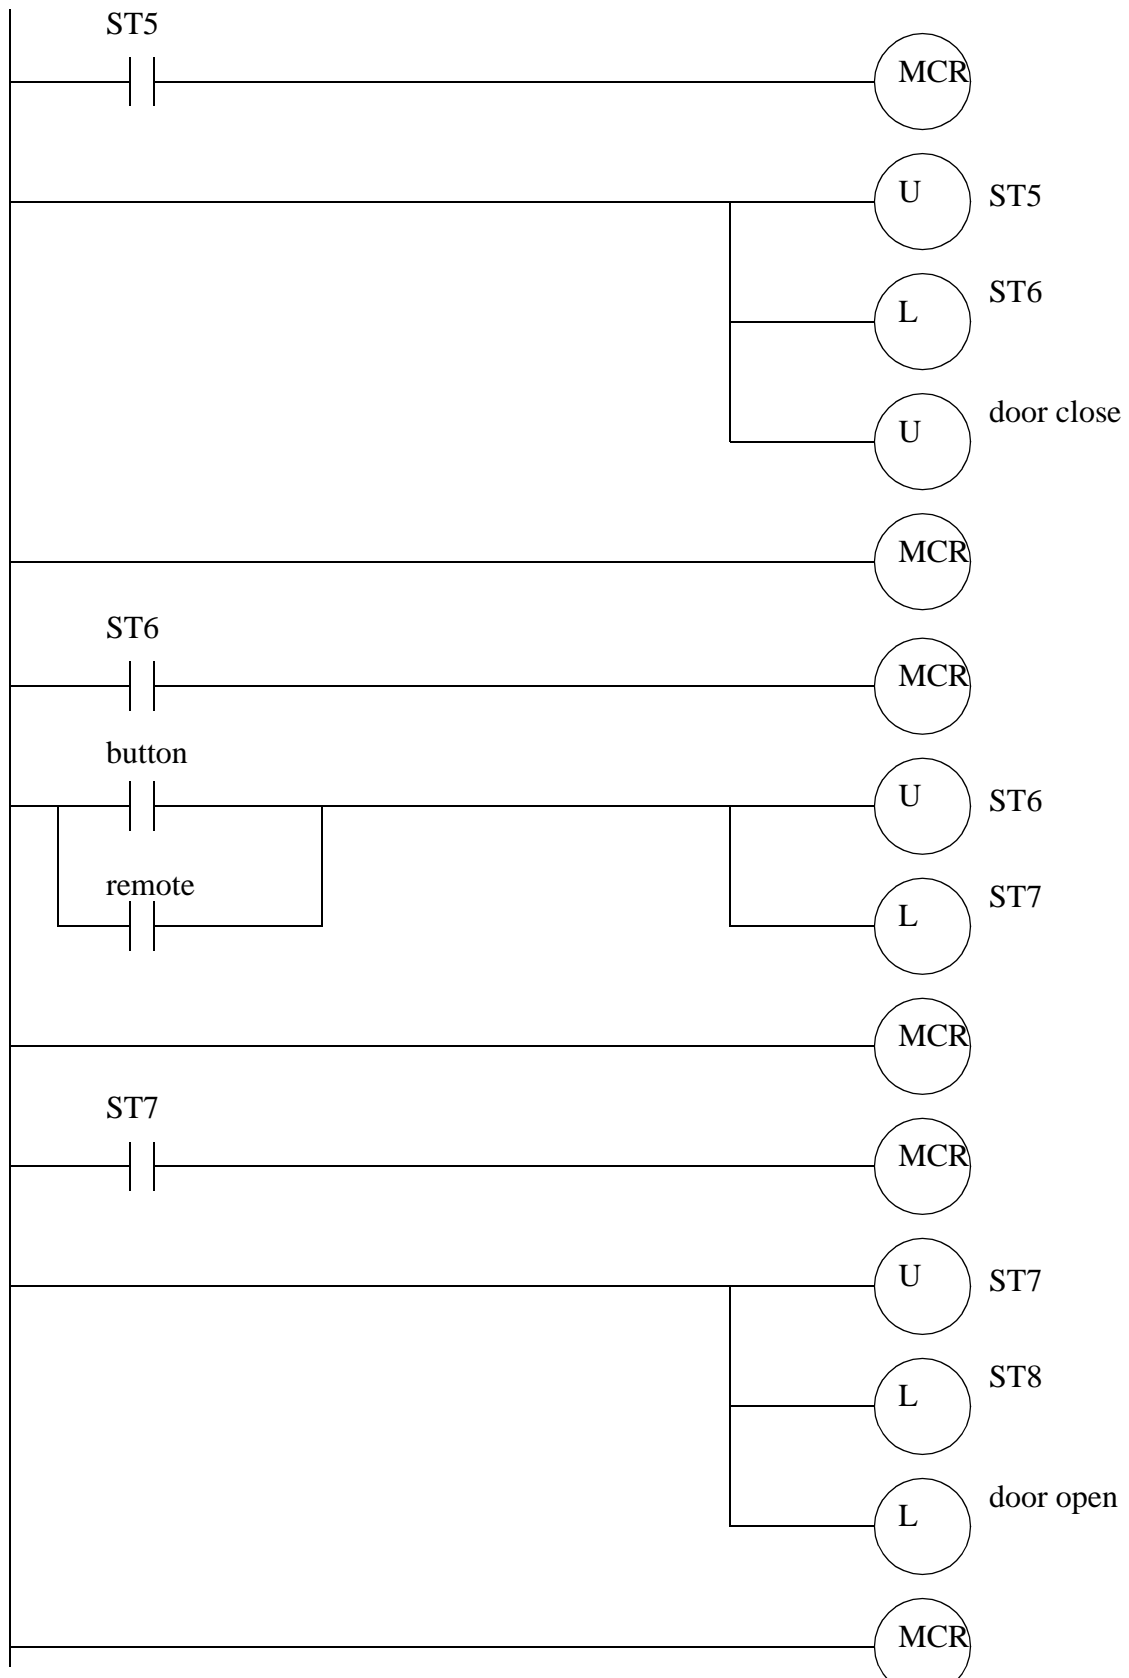 ST5
MCR
U ST5
ST6
L
door close
U
MCR
ST6
MCR
button
U ST6
remote
ST7
L
MCR
ST7
MCR
U ST7
ST8
L
door open
L
MCR